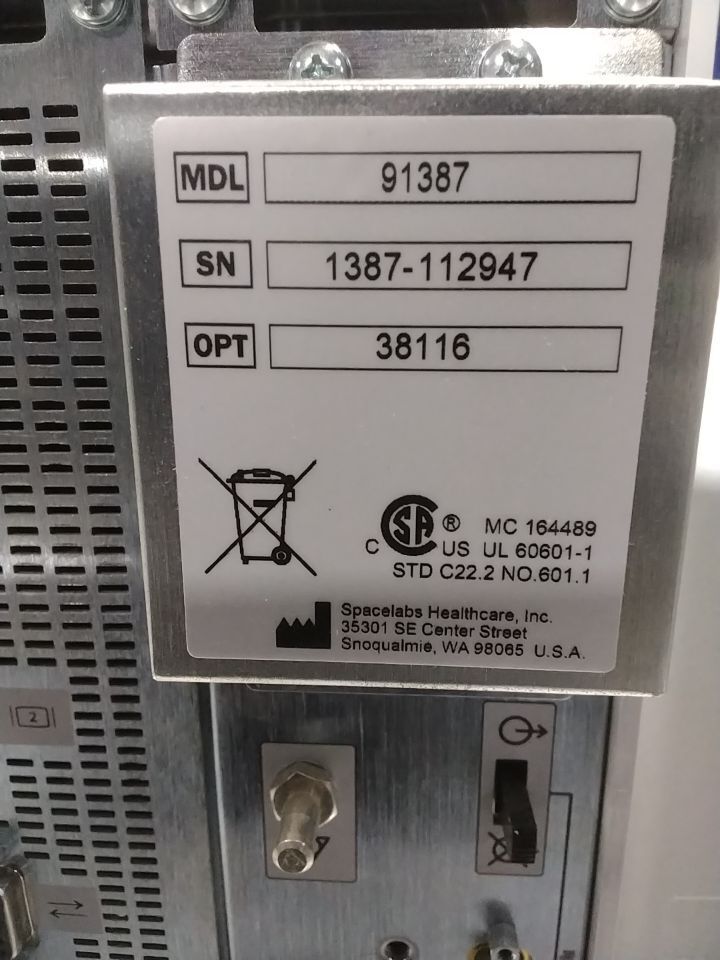 MDL 91387
SN 1387-112947
OPT 38116
C SA ® US MC 164489
UL 60601-1
STD C22.2 NO.601.1
Spacelabs Healthcare, Inc.
35301 SE Center Street
Snoqualmie, WA 98065 U.S.A.
2